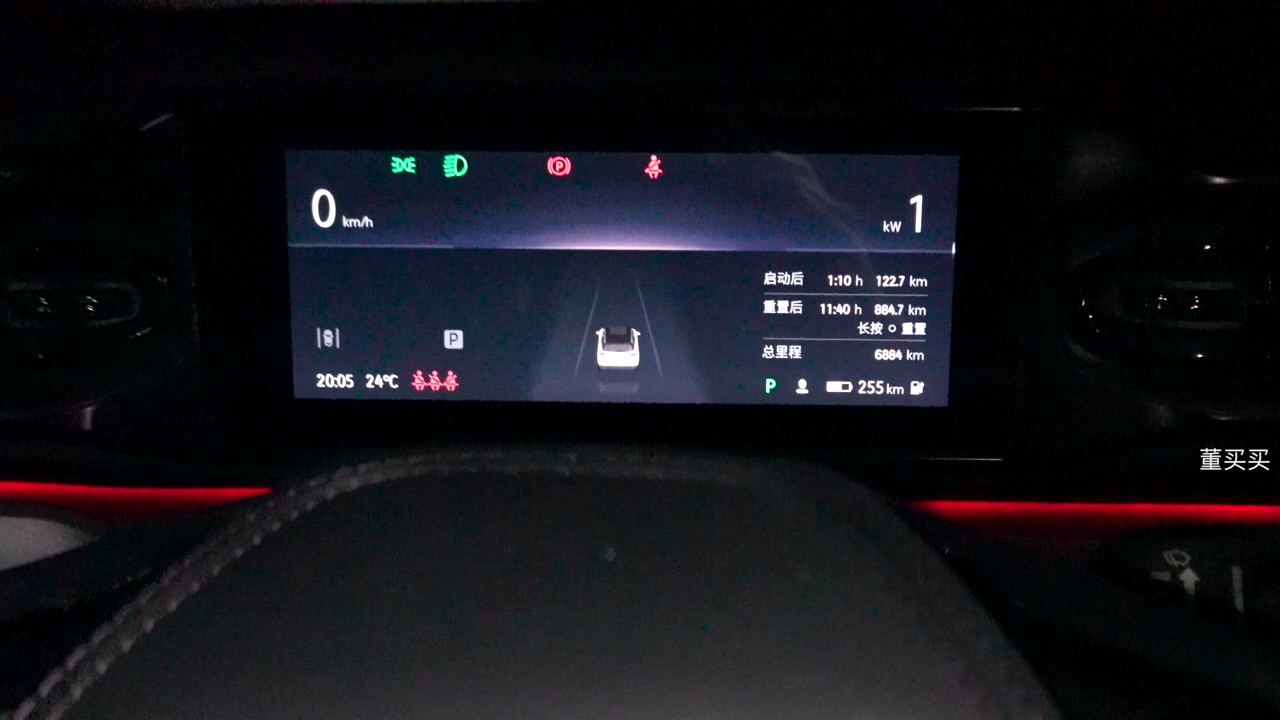 0 km/h
kW 1
启动后 1:10 h 122.7 km
重置后 11:40 h 884.7 km
长按 重置
总里程 6884 km
P
20:05 24℃
P 255 km
董买买